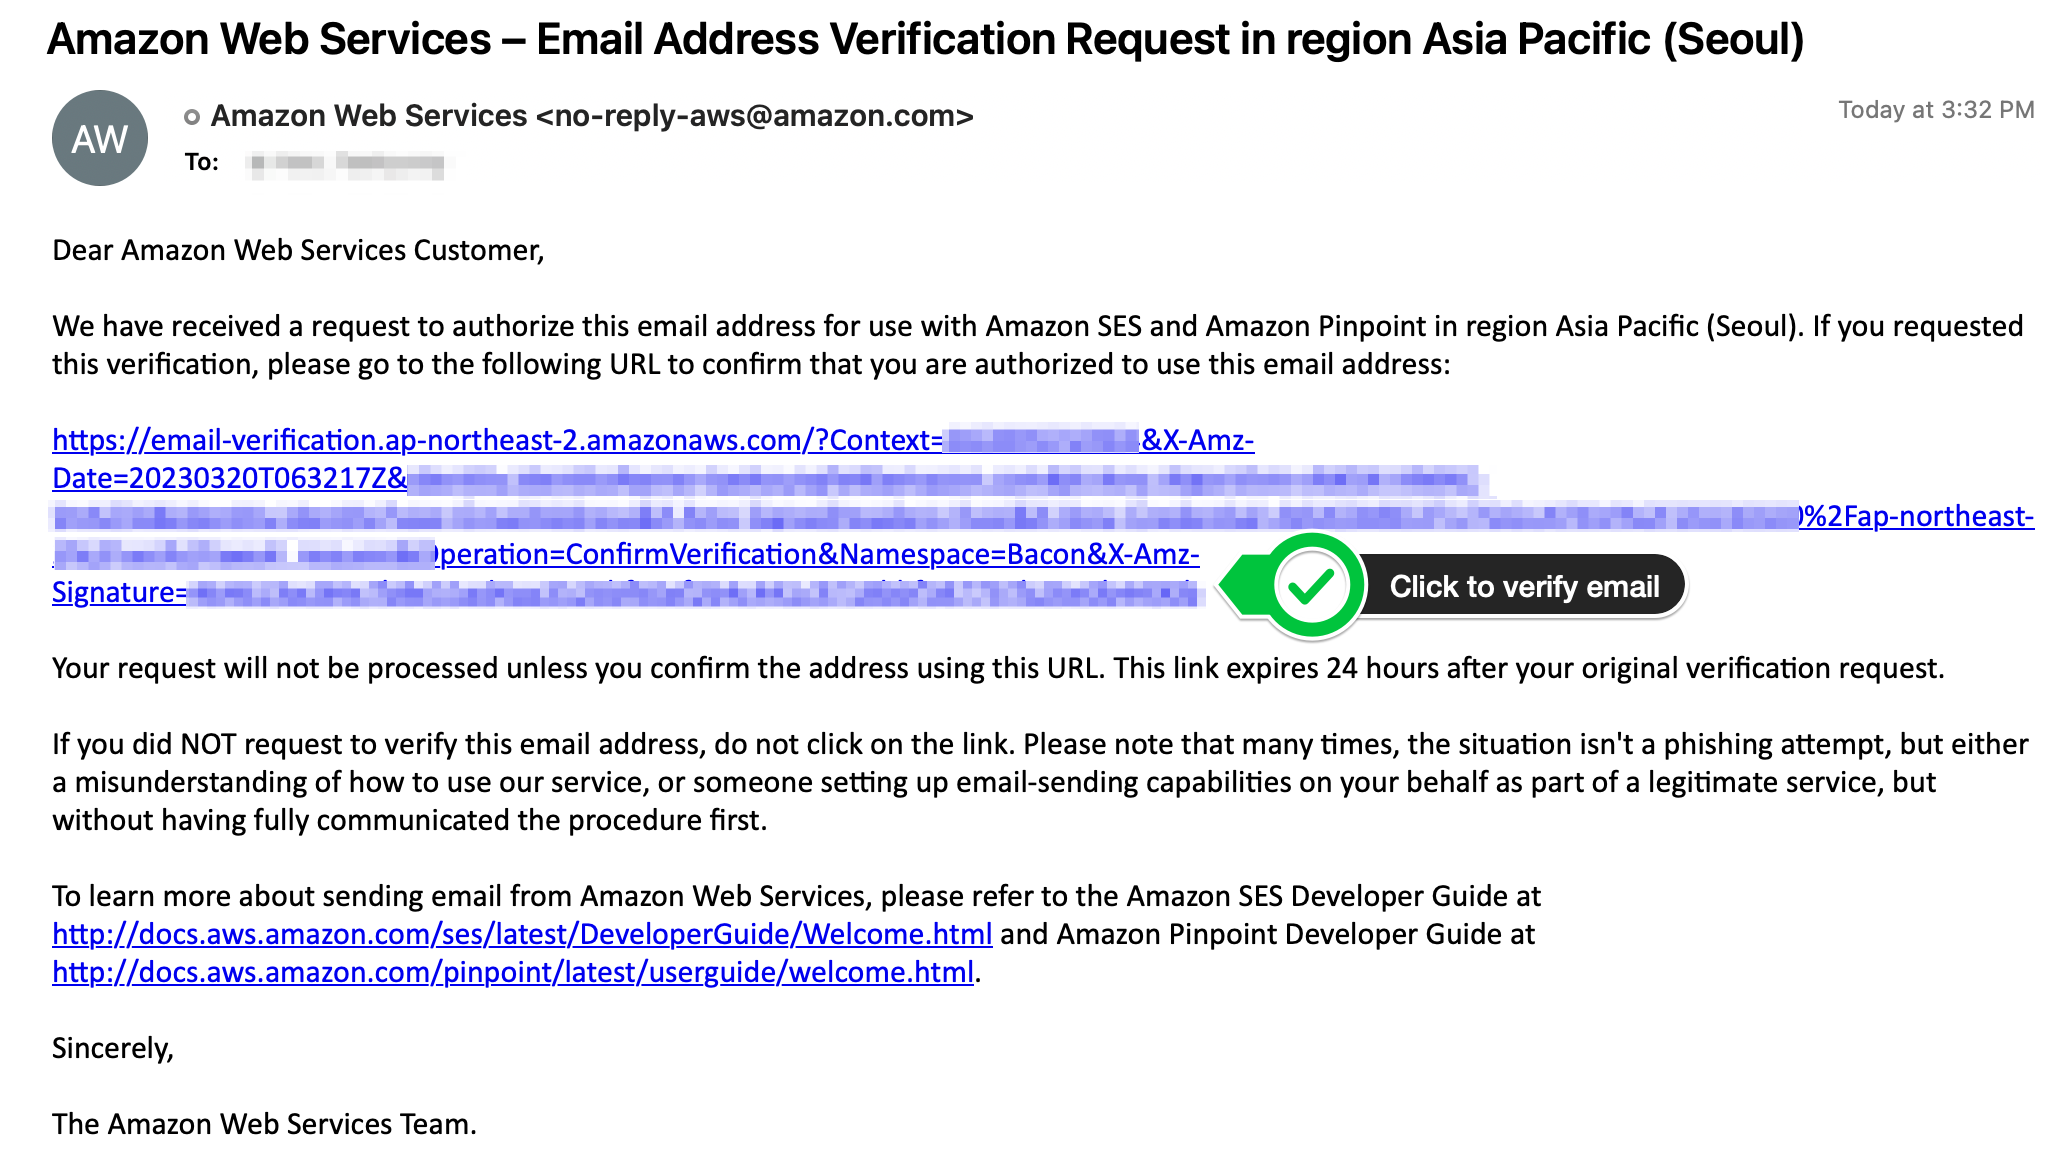 Amazon Web Services – Email Address Verification Request in region Asia Pacific (Seoul)
AW
Amazon Web Services <no-reply-aws@amazon.com>
Today at 3:32 PM
To:
Dear Amazon Web Services Customer,
We have received a request to authorize this email address for use with Amazon SES and Amazon Pinpoint in region Asia Pacific (Seoul). If you requested
this verification, please go to the following URL to confirm that you are authorized to use this email address:
https://email-verification.ap-northeast-2.amazonaws.com/?Context= &X-Amz-
Date=20230320T063217Z&
%2Fap-northeast-
peration=ConfirmVerification&Namespace=Bacon&X-Amz-
Signature=
Click to verify email
Your request will not be processed unless you confirm the address using this URL. This link expires 24 hours after your original verification request.
If you did NOT request to verify this email address, do not click on the link. Please note that many times, the situation isn't a phishing attempt, but either
a misunderstanding of how to use our service, or someone setting up email-sending capabilities on your behalf as part of a legitimate service, but
without having fully communicated the procedure first.
To learn more about sending email from Amazon Web Services, please refer to the Amazon SES Developer Guide at
http://docs.aws.amazon.com/ses/latest/DeveloperGuide/Welcome.html and Amazon Pinpoint Developer Guide at
http://docs.aws.amazon.com/pinpoint/latest/userguide/welcome.html.
Sincerely,
The Amazon Web Services Team.